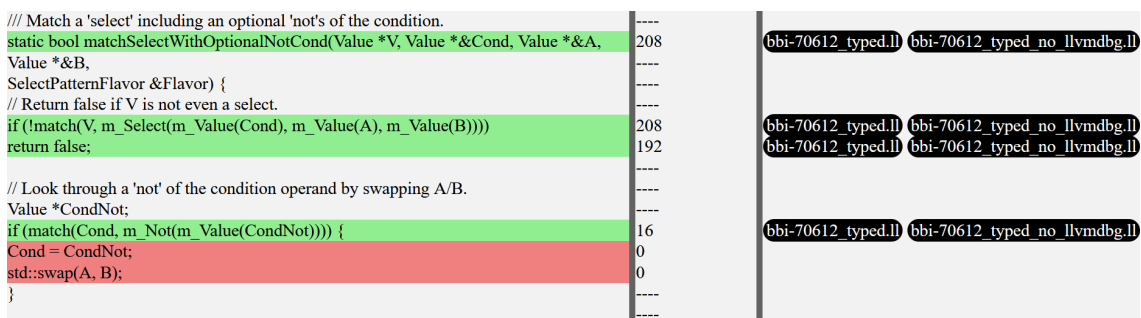 /// Match a 'select' including an optional 'not's of the condition. ----
static bool matchSelectWithOptionalNotCond(Value *V, Value *&Cond, Value *&A, 208 bbi-70612_typed.ll bbi-70612_typed_no_llvmdbg.ll
Value *&B, ----
SelectPatternFlavor &Flavor) { ----
// Return false if V is not even a select. ----
if (!match(V, m_Select(m_Value(Cond), m_Value(A), m_Value(B)))) 208 bbi-70612_typed.ll bbi-70612_typed_no_llvmdbg.ll
return false; 192 bbi-70612_typed.ll bbi-70612_typed_no_llvmdbg.ll
----
// Look through a 'not' of the condition operand by swapping A/B. ----
Value *CondNot; ----
if (match(Cond, m_Not(m_Value(CondNot)))) { 16 bbi-70612_typed.ll bbi-70612_typed_no_llvmdbg.ll
Cond = CondNot; 0
std::swap(A, B); 0
} ----
----